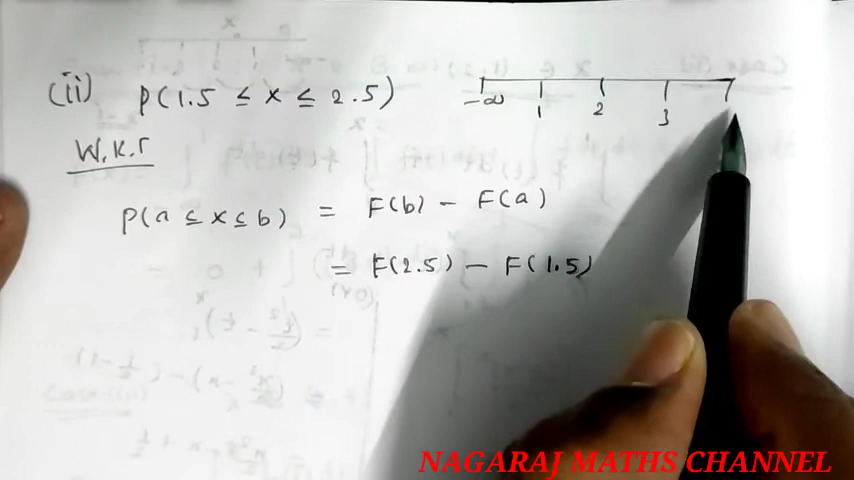 (ii) P(1.5 ≤ x ≤ 2.5)
-∞ 1 2 3
W.K.T
P(a ≤ x ≤ b) = F(b) - F(a)
= F(2.5) - F(1.5)
NAGARAJ MATHS CHANNEL